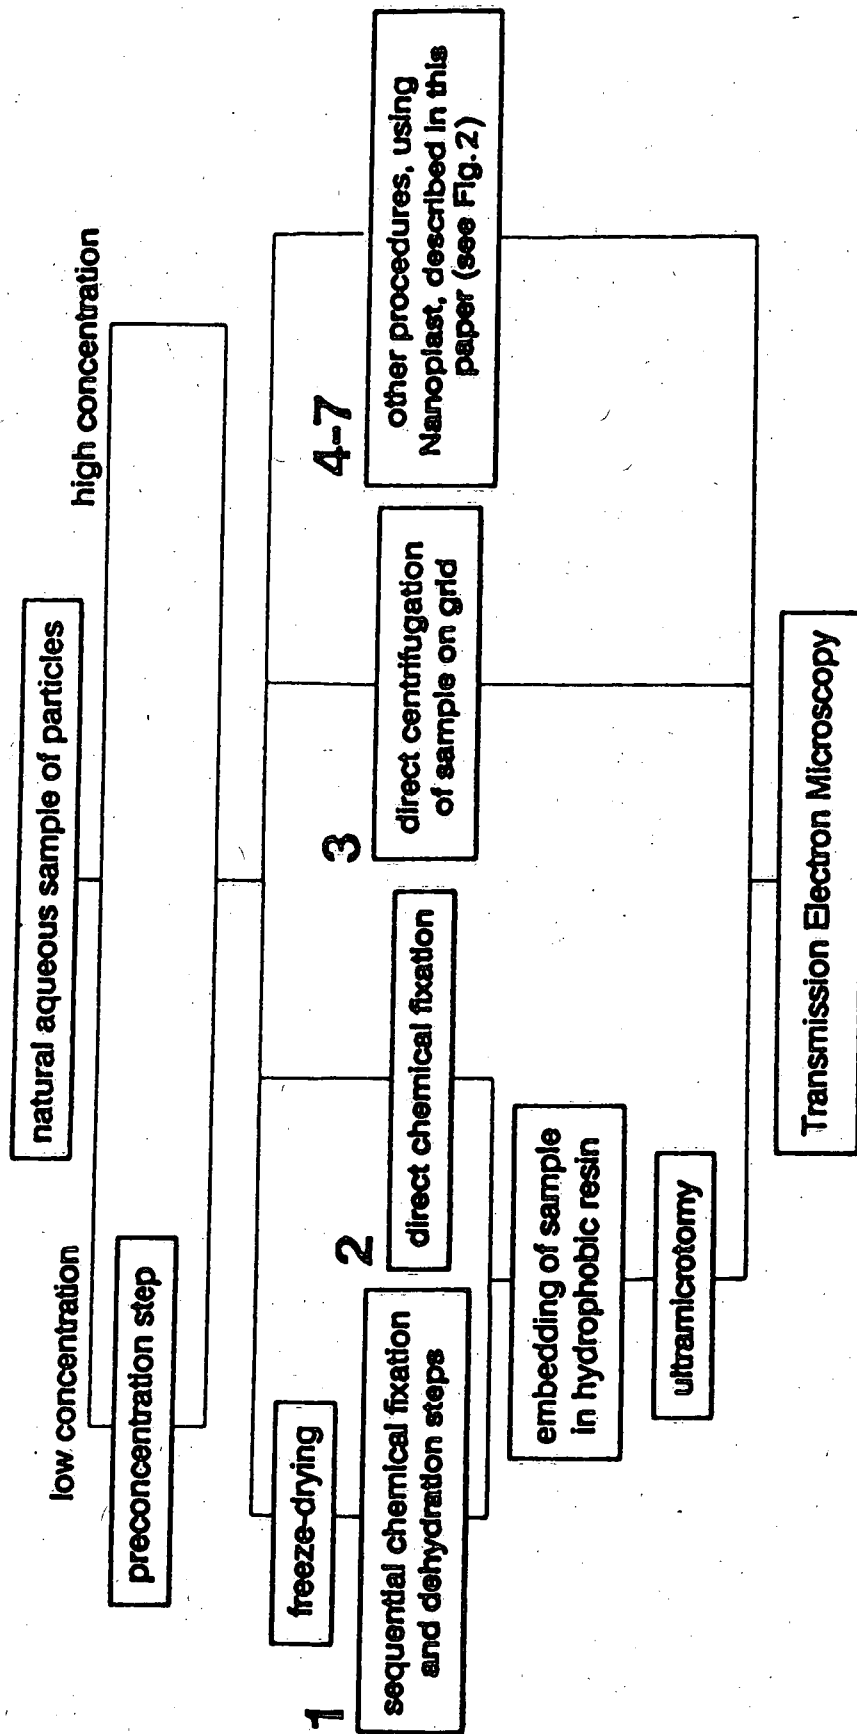 natural aqueous sample of particles
low concentration
high concentration
preconcentration step
freeze-drying
1
sequential chemical fixation
and dehydration steps
2
direct chemical fixation
3
direct centrifugation
of sample on grid
4-7
other procedures, using
Nanoplast, described in this
paper (see Fig. 2)
embedding of sample
in hydrophobic resin
ultramicrotomy
Transmission Electron Microscopy